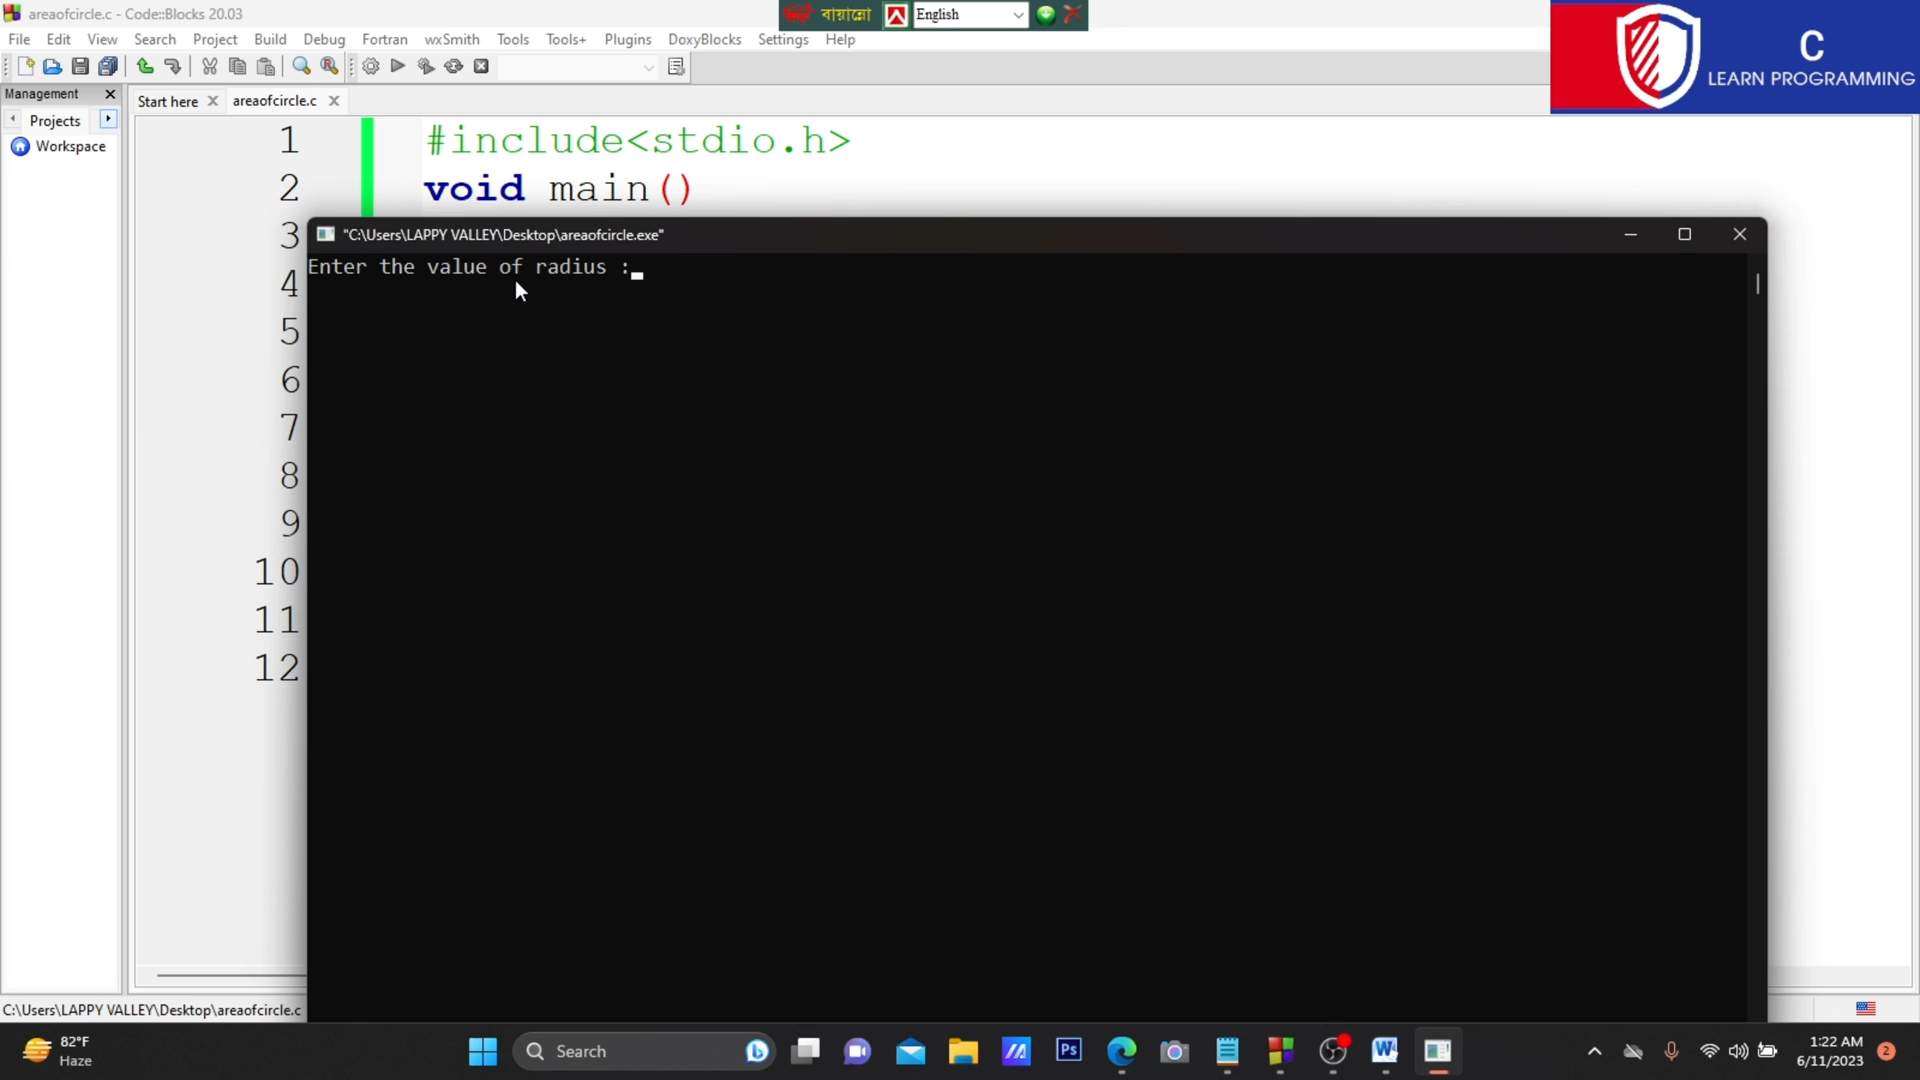 areaofcircle.c - Code::Blocks 20.03
বায়ান্নো
English
File Edit View Search Project Build Debug Fortran wxSmith Tools Tools+ Plugins DoxyBlocks Settings Help
C
LEARN PROGRAMMING
Management
Start here
areaofcircle.c
Projects
Workspace
1 #include<stdio.h>
2 void main()
3
"C:\Users\LAPPY VALLEY\Desktop\areaofcircle.exe"
Enter the value of radius :
4
5
6
7
8
9
10
11
12
C:\Users\LAPPY VALLEY\Desktop\areaofcircle.c
82°F
Haze
Search
Ps
1:22 AM
6/11/2023
2